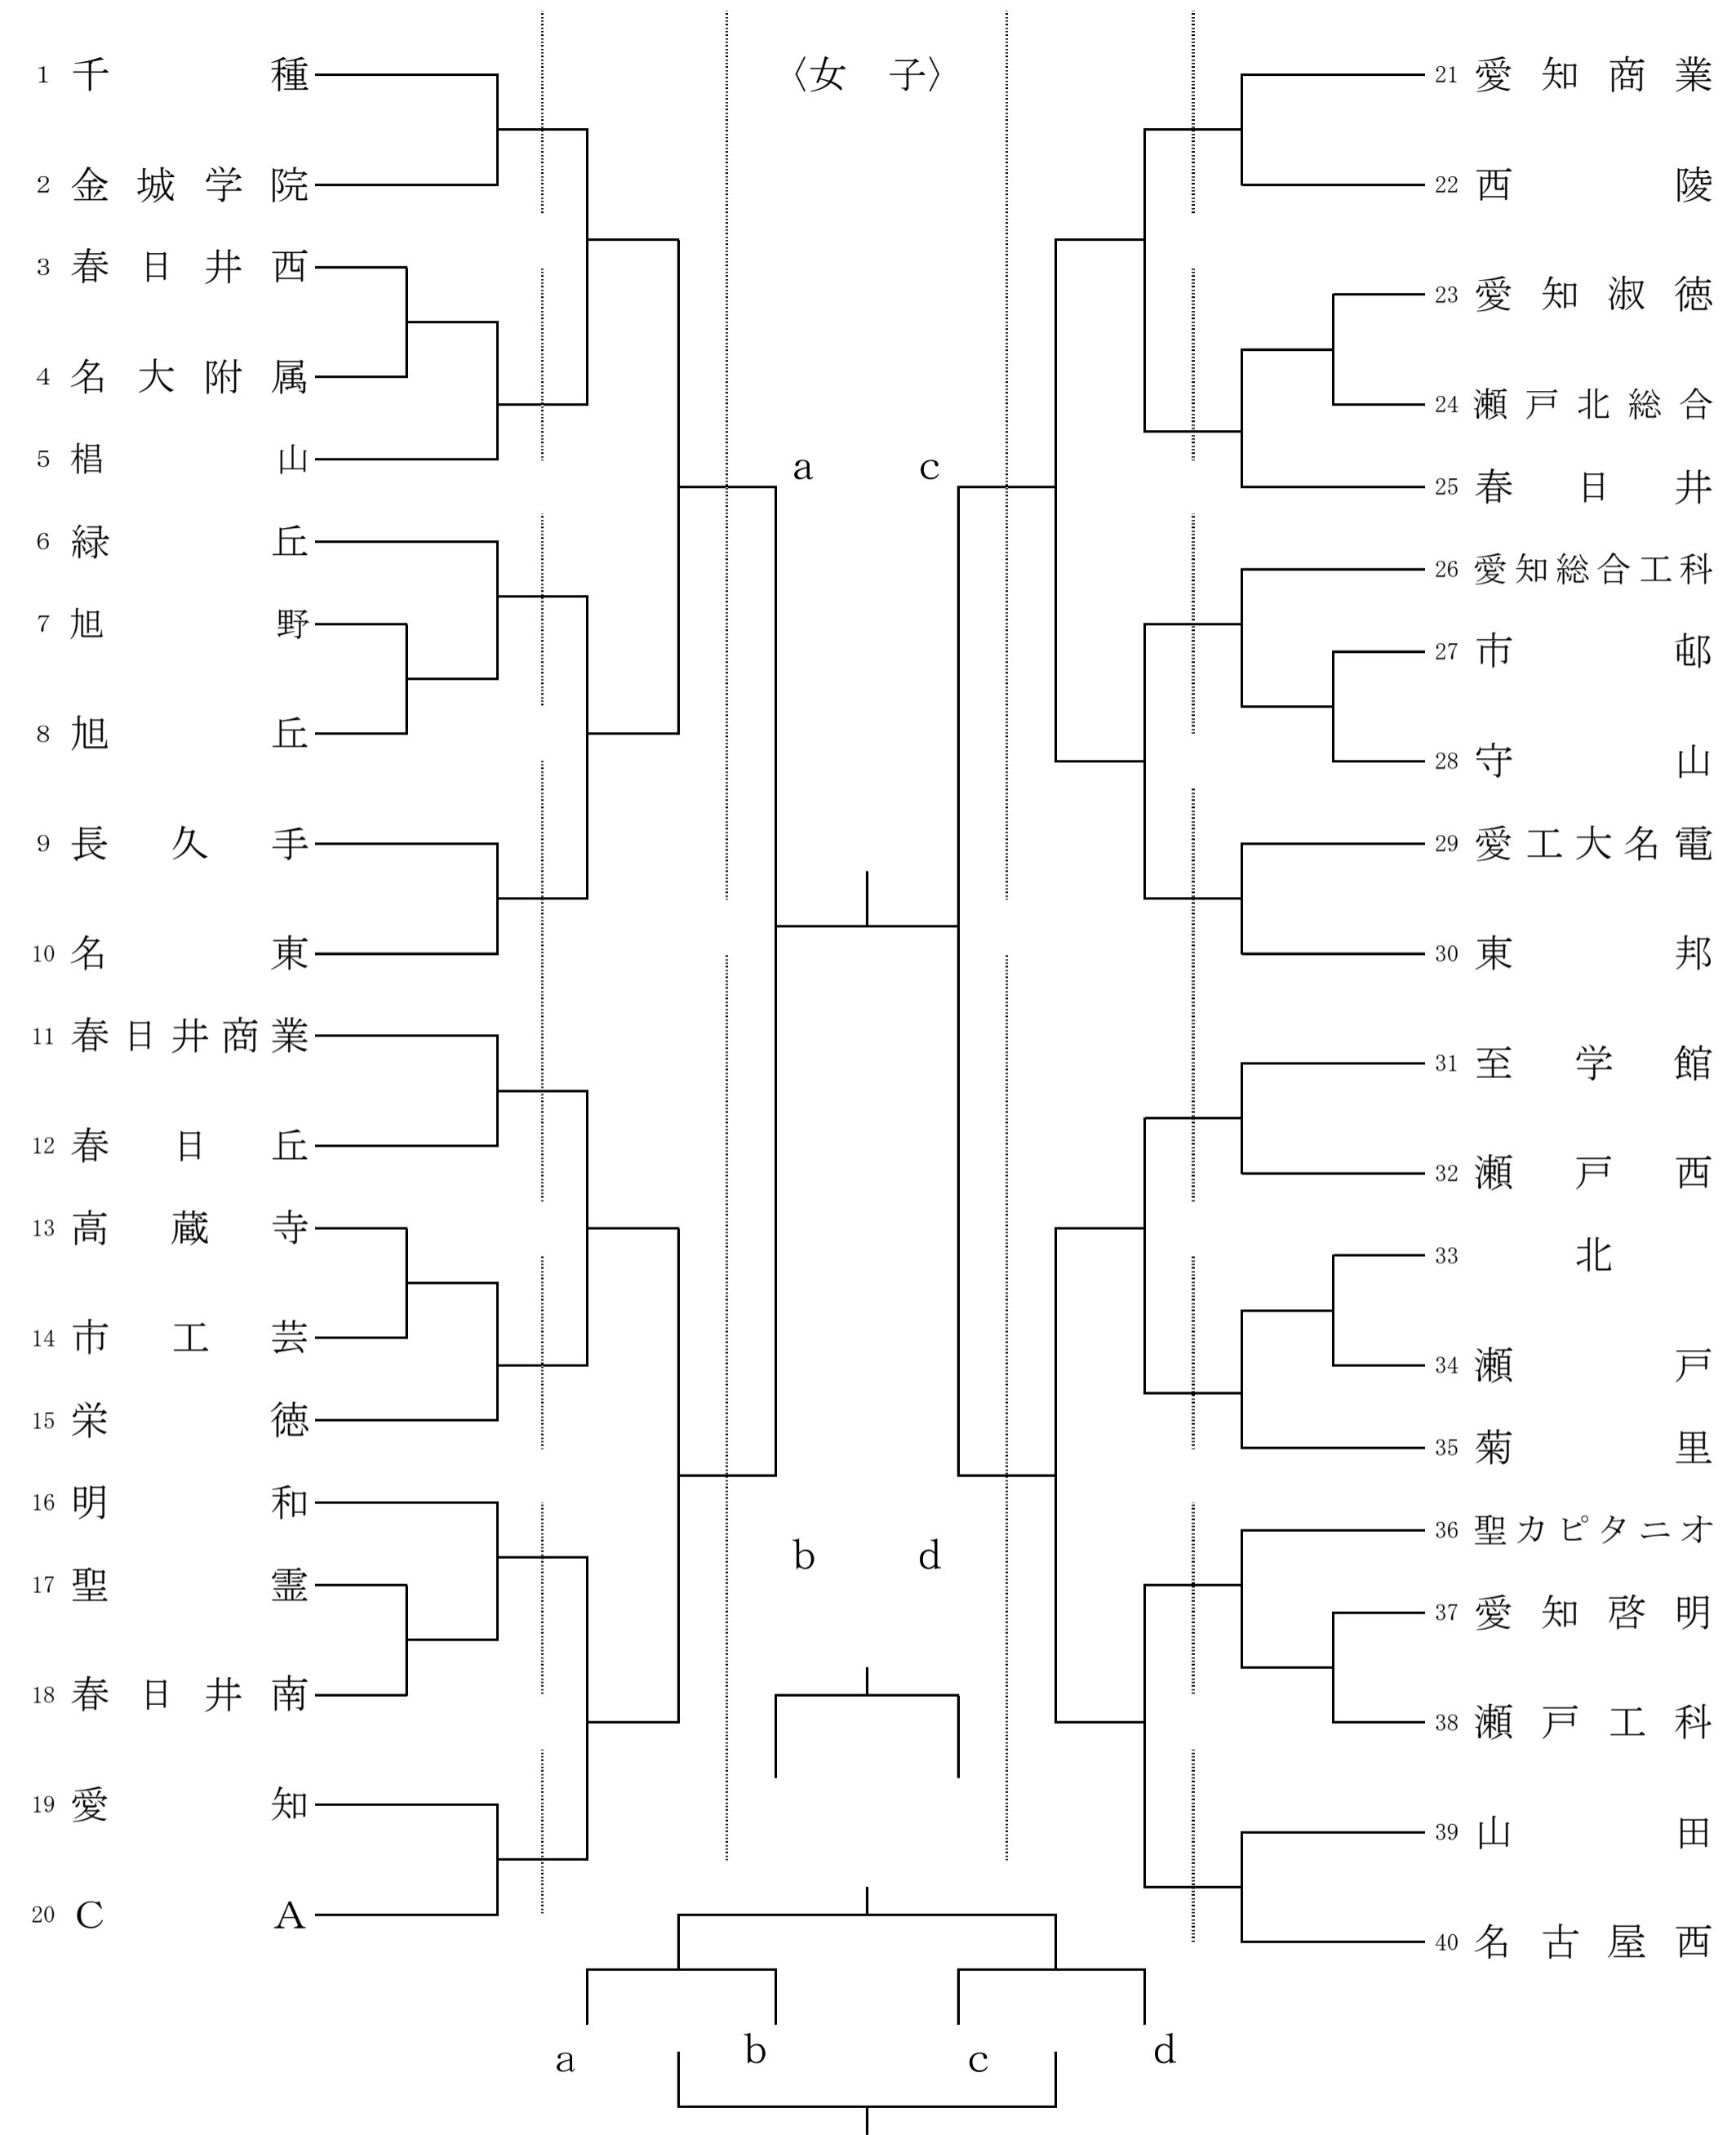 〈女子〉
1 千種
2 金城学院
3 春日井西
4 名大附属
5 椙山
6 緑丘
7 旭野
8 旭丘
9 長久手
10 名東
11 春日井商業
12 春日丘
13 高蔵寺
14 市工芸
15 栄徳
16 明和
17 聖霊
18 春日井南
19 愛知
20 CA
a
c
b
d
21 愛知商業
22 西陵
23 愛知淑徳
24 瀬戸北総合
25 春日井
26 愛知総合工科
27 市邨
28 守山
29 愛工大名電
30 東邦
31 至学館
32 瀬戸西
33 北
34 瀬戸
35 菊里
36 聖カピタニオ
37 愛知啓明
38 瀬戸工科
39 山田
40 名古屋西
a
b
c
d